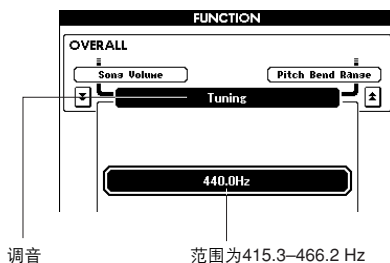 FUNCTION
OVERALL
Song Volume
Pitch Bend Range
Tuning
440.0Hz
调音
范围为415.3–466.2 Hz